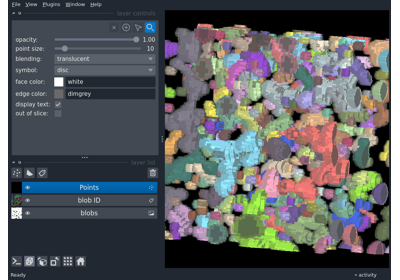 File View Plugins Window Help
layer controls
opacity: 1.00
point size: 10
blending: translucent
symbol: disc
face color: white
edge color: dimgrey
display text:
out of slice:
layer list
Points
blob ID
blobs
Ready
activity